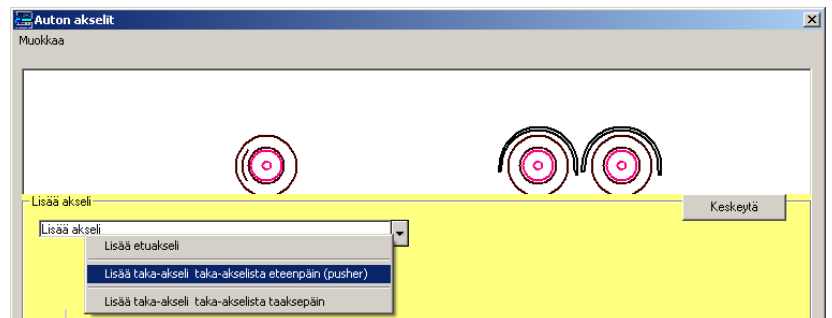 Auton akselit
Muokkaa
Lisää akseli
Keskeytä
Lisää akseli
Lisää etuakseli
Lisää taka-akseli taka-akselista eteenpäin (pusher)
Lisää taka-akseli taka-akselista taaksepäin